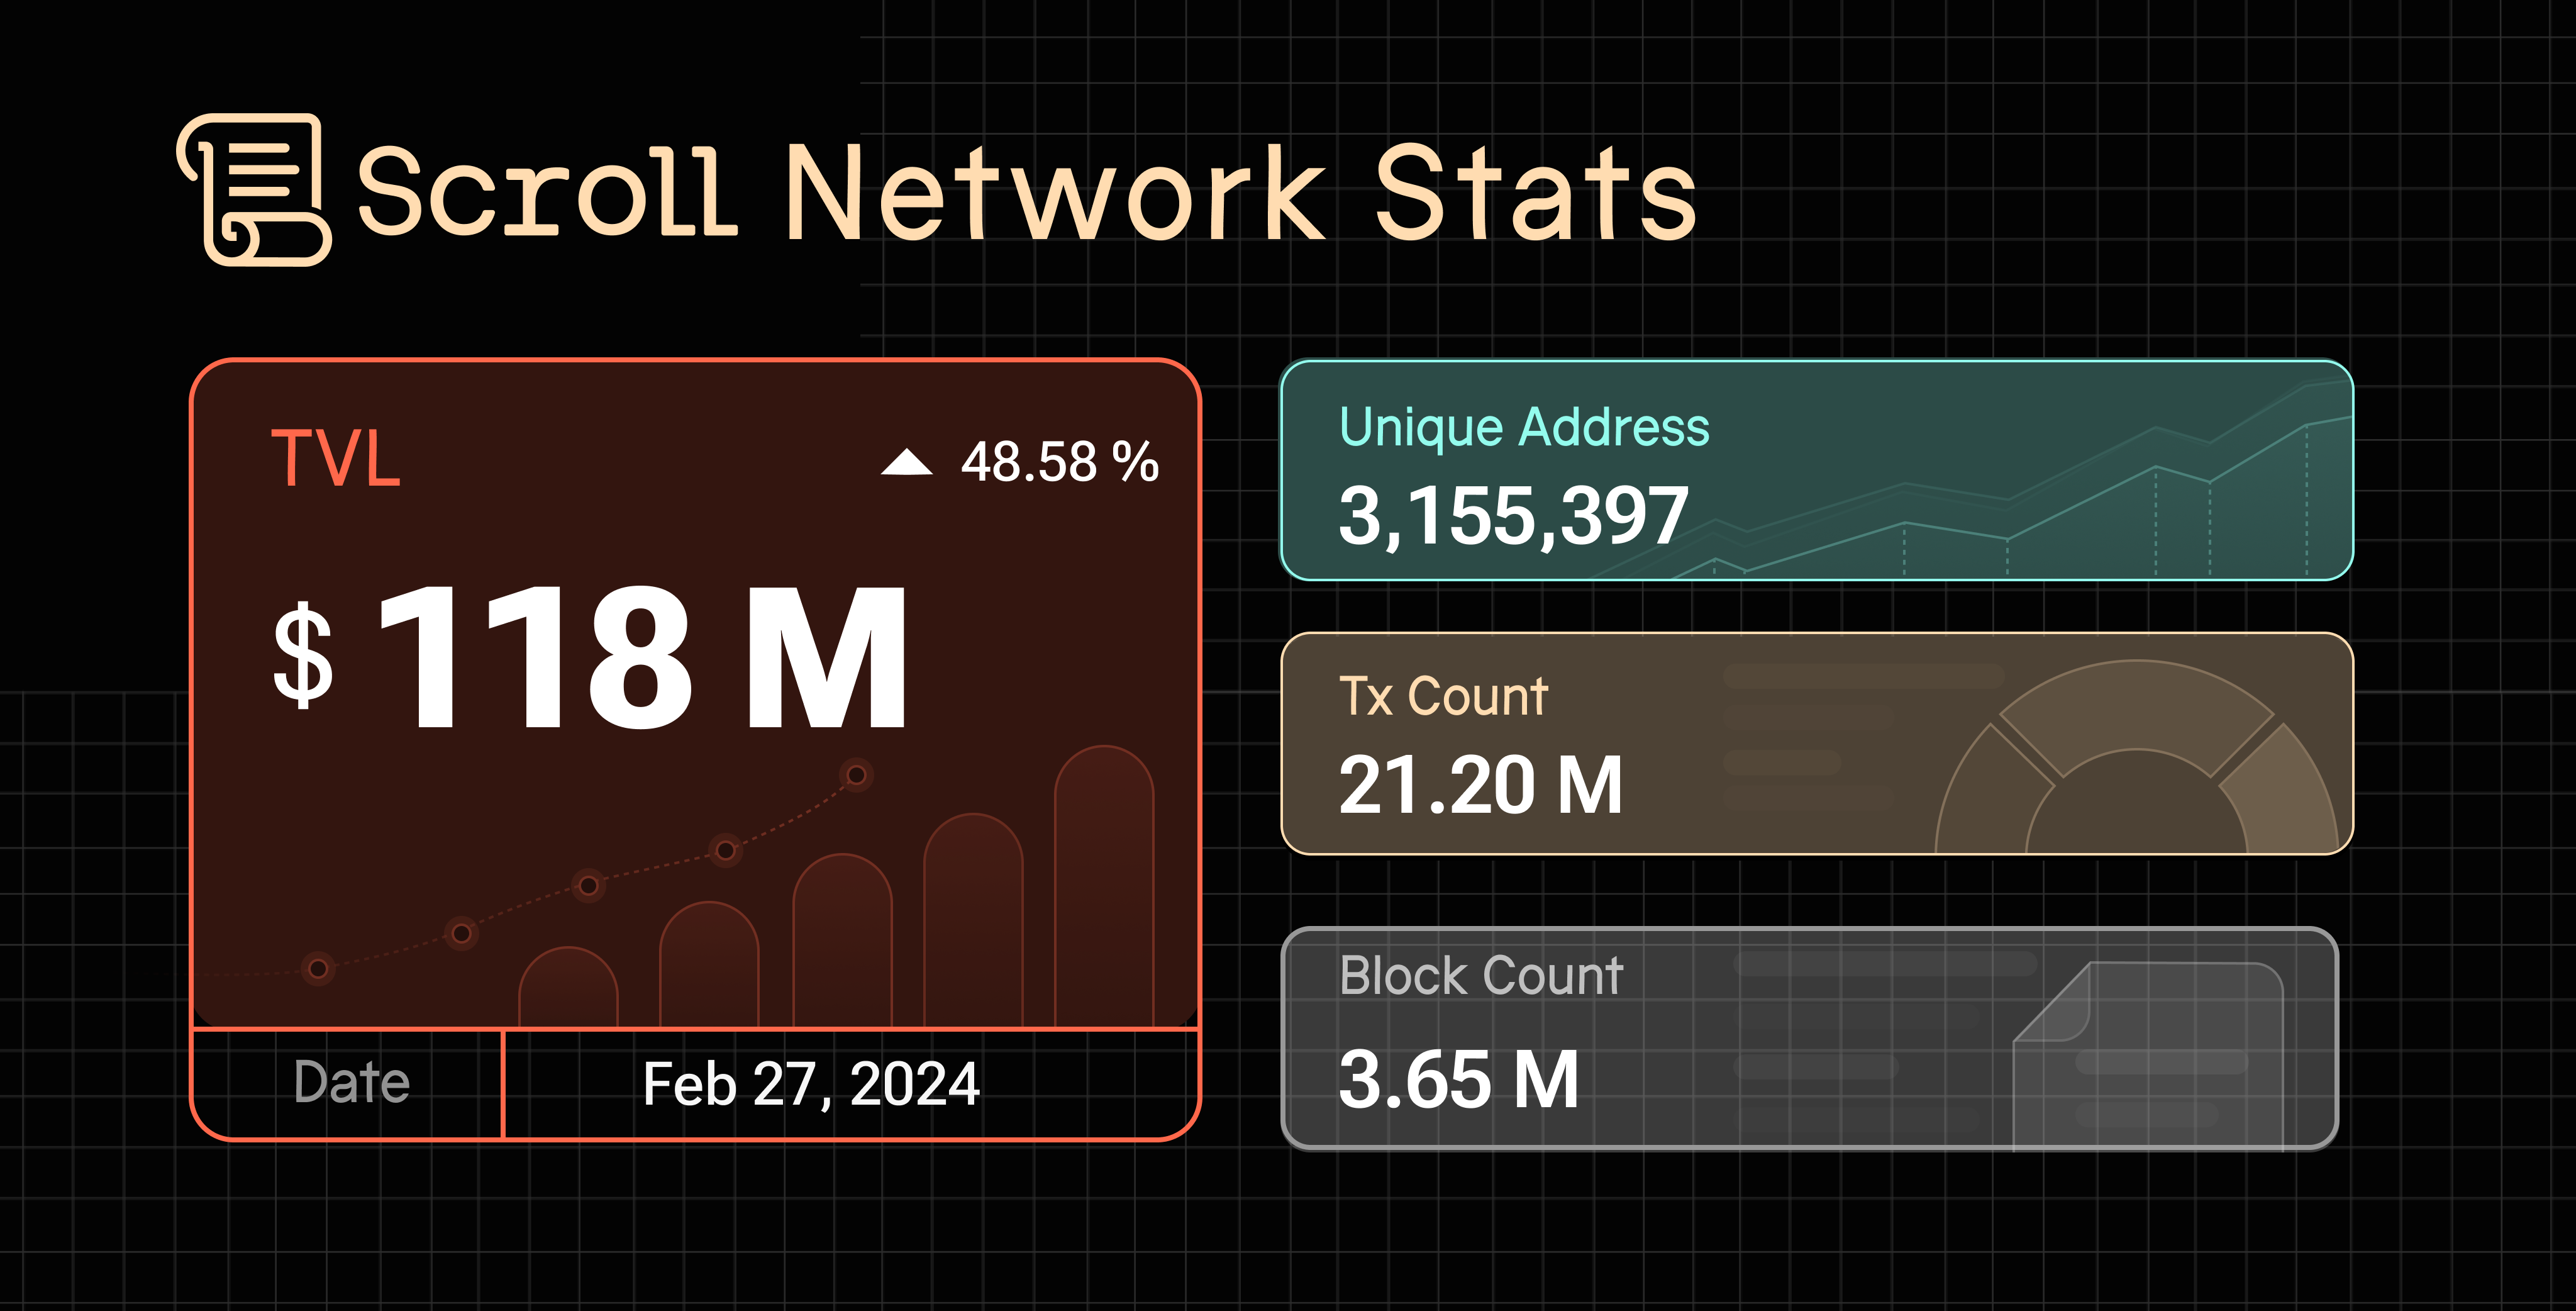 Scroll Network Stats
TVL
48.58 %
$ 118 M
Date
Feb 27, 2024
Unique Address
3,155,397
Tx Count
21.20 M
Block Count
3.65 M